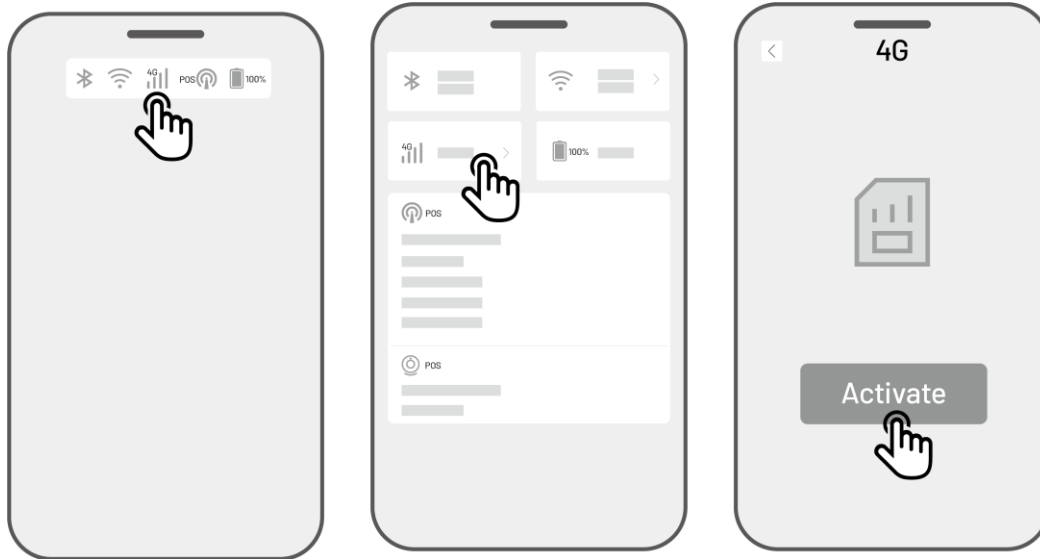 4G POS 100%
4G 100%
POS
POS
4G
Activate